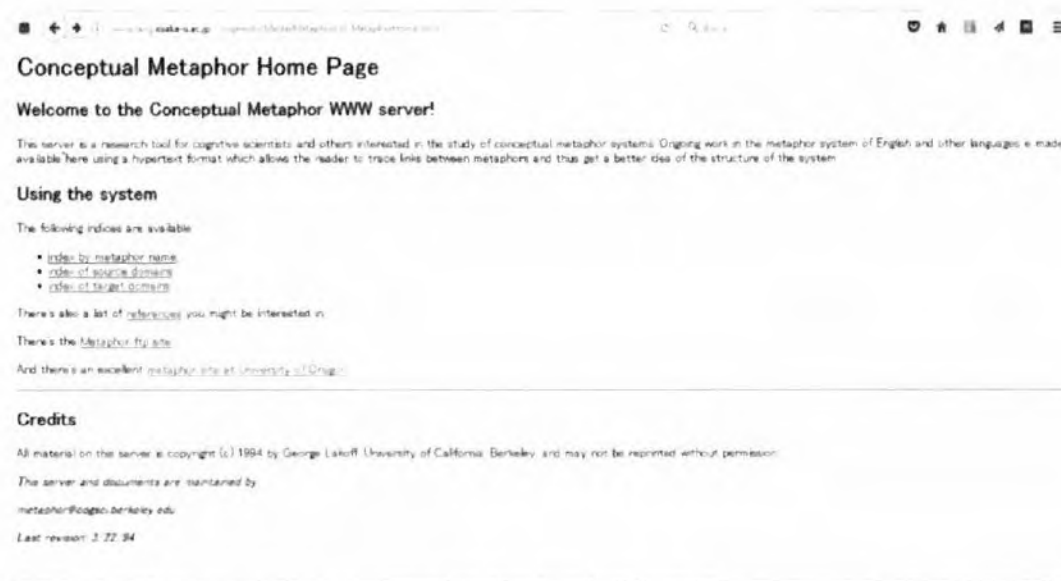 osaka-u.ac.jp
Conceptual Metaphor Home Page
Welcome to the Conceptual Metaphor WWW server!
This server is a research tool for cognitive scientists and others interested in the study of conceptual metaphor systems. Ongoing work in the metaphor system of English and other languages is made
available here using a hypertext format which allows the reader to trace links between metaphors and thus get a better idea of the structure of the system
Using the system
The following indices are available
• index by metaphor name
• index of source domains
• index of target domains
There's also a list of references you might be interested in
There's the Metaphor ftp site
And there's an excellent metaphor site at University of Oregon
Credits
All material on this server is copyright (c) 1994 by George Lakoff University of California, Berkeley, and may not be reprinted without permission
This server and documents are maintained by
metaphor@cogsci.berkeley.edu
Last revision: 3/22/94